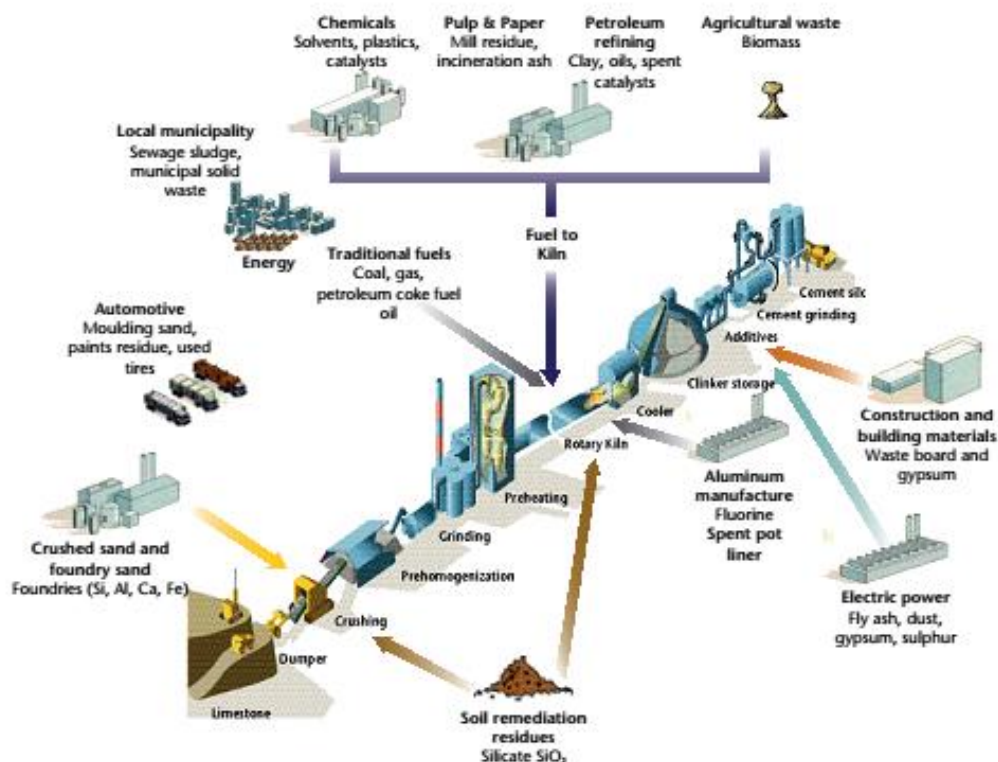 Chemicals
Solvents, plastics,
catalysts
Pulp & Paper
Mill residue,
incineration ash
Petroleum
refining
Clay, oils, spent
catalysts
Agricultural waste
Biomass
Local municipality
Sewage sludge,
municipal solid
waste
Energy
Fuel to
Kiln
Traditional fuels
Coal, gas,
petroleum coke fuel
oil
Automotive
Moulding sand,
paints residue, used
tires
Cement silc
Cement grinding
Additives
Clinker storage
Cooler
Rotary Kiln
Preheating
Grinding
Prehomogenization
Crushing
Dumper
Limestone
Construction and
building materials
Waste board and
gypsum
Aluminum
manufacture
Fluorine
Spent pot
liner
Crushed sand and
foundry sand
Foundries (Si, Al, Ca, Fe)
Electric power
Fly ash, dust,
gypsum, sulphur
Soil remediation
residues
Silicate SiO₂